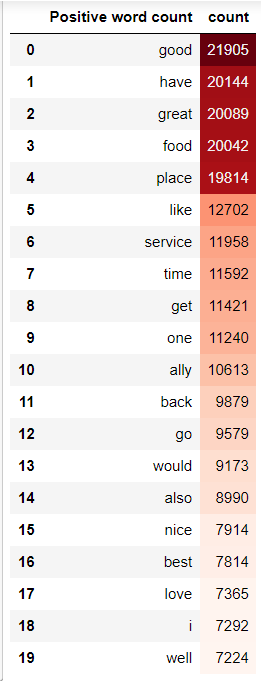 Positive word count count
0 good 21905
1 have 20144
2 great 20089
3 food 20042
4 place 19814
5 like 12702
6 service 11958
7 time 11592
8 get 11421
9 one 11240
10 ally 10613
11 back 9879
12 go 9579
13 would 9173
14 also 8990
15 nice 7914
16 best 7814
17 love 7365
18 i 7292
19 well 7224